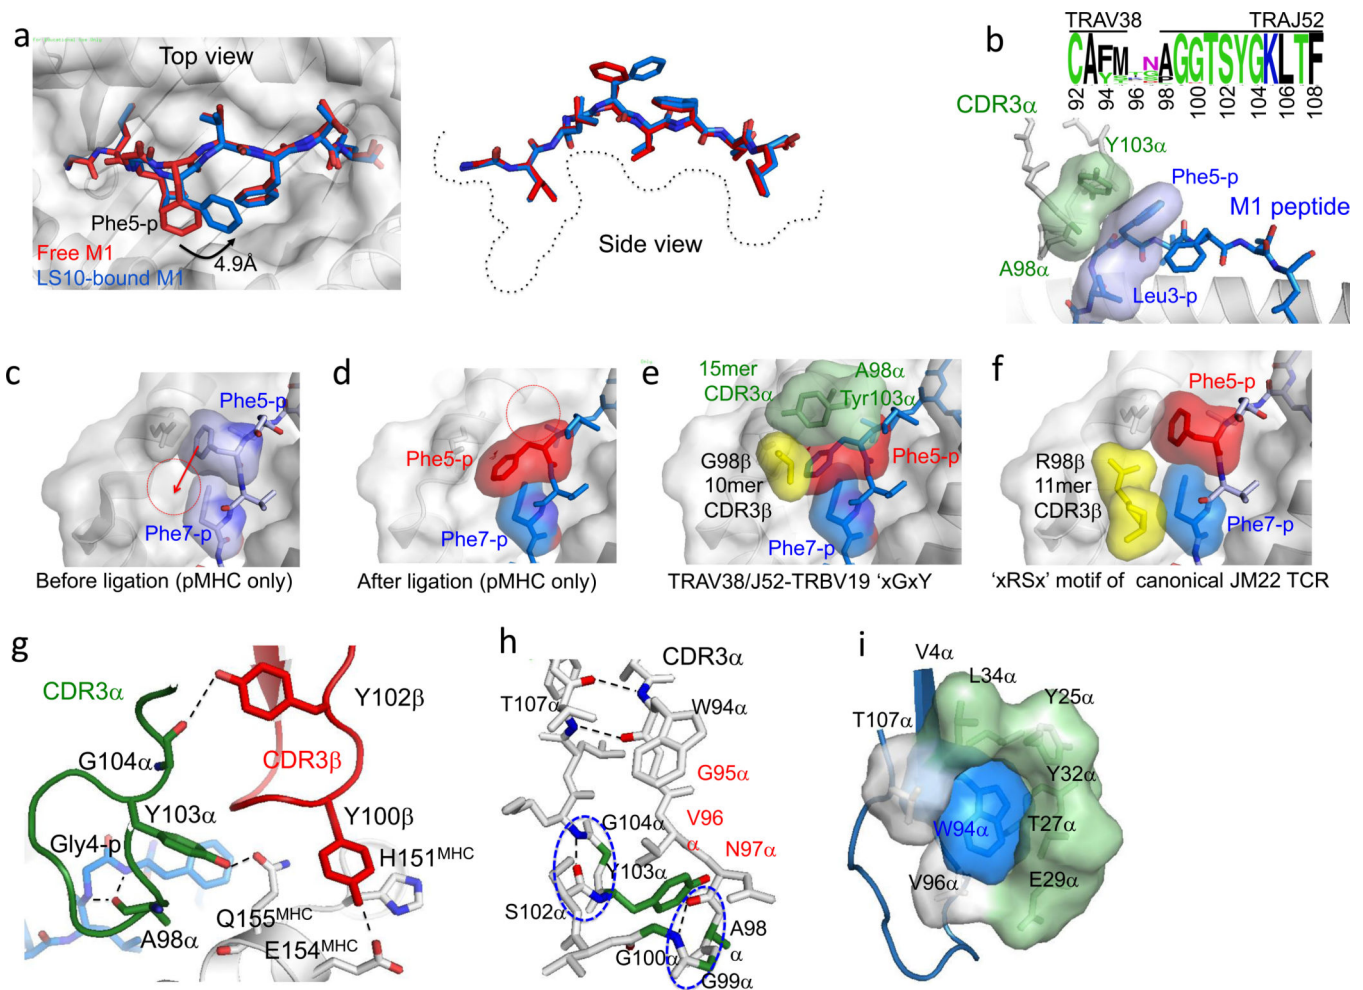 a
Top view
Phe5-p
Free M1
LS10-bound M1
4.9Å
Side view
b
TRAV38 TRAJ52
CAFM NAGGTSYGKLTF
92 94 96 98 100 102 104 106 108
CDR3α
Y103α
Phe5-p
M1 peptide
A98α
Leu3-p
c
Phe5-p
Phe7-p
Before ligation (pMHC only)
d
Phe5-p
Phe7-p
After ligation (pMHC only)
e
15mer
CDR3α
A98α
Tyr103α
G98β
10mer
CDR3β
Phe5-p
Phe7-p
TRAV38/J52-TRBV19 ‘xGxY
f
Phe5-p
R98β
11mer
CDR3β
Phe7-p
‘xRSx’ motif of canonical JM22 TCR
g
CDR3α
Y102β
G104α
CDR3β
Y103α
Gly4-p
Y100β
H151MHC
Q155MHC
A98α
E154MHC
h
CDR3α
T107α
W94α
G95α
G104α
V96
α
N97α
Y103α
S102α
A98
α
G100α
G99α
i
V4α
L34α
Y25α
T107α
Y32α
W94α
T27α
V96α
E29α